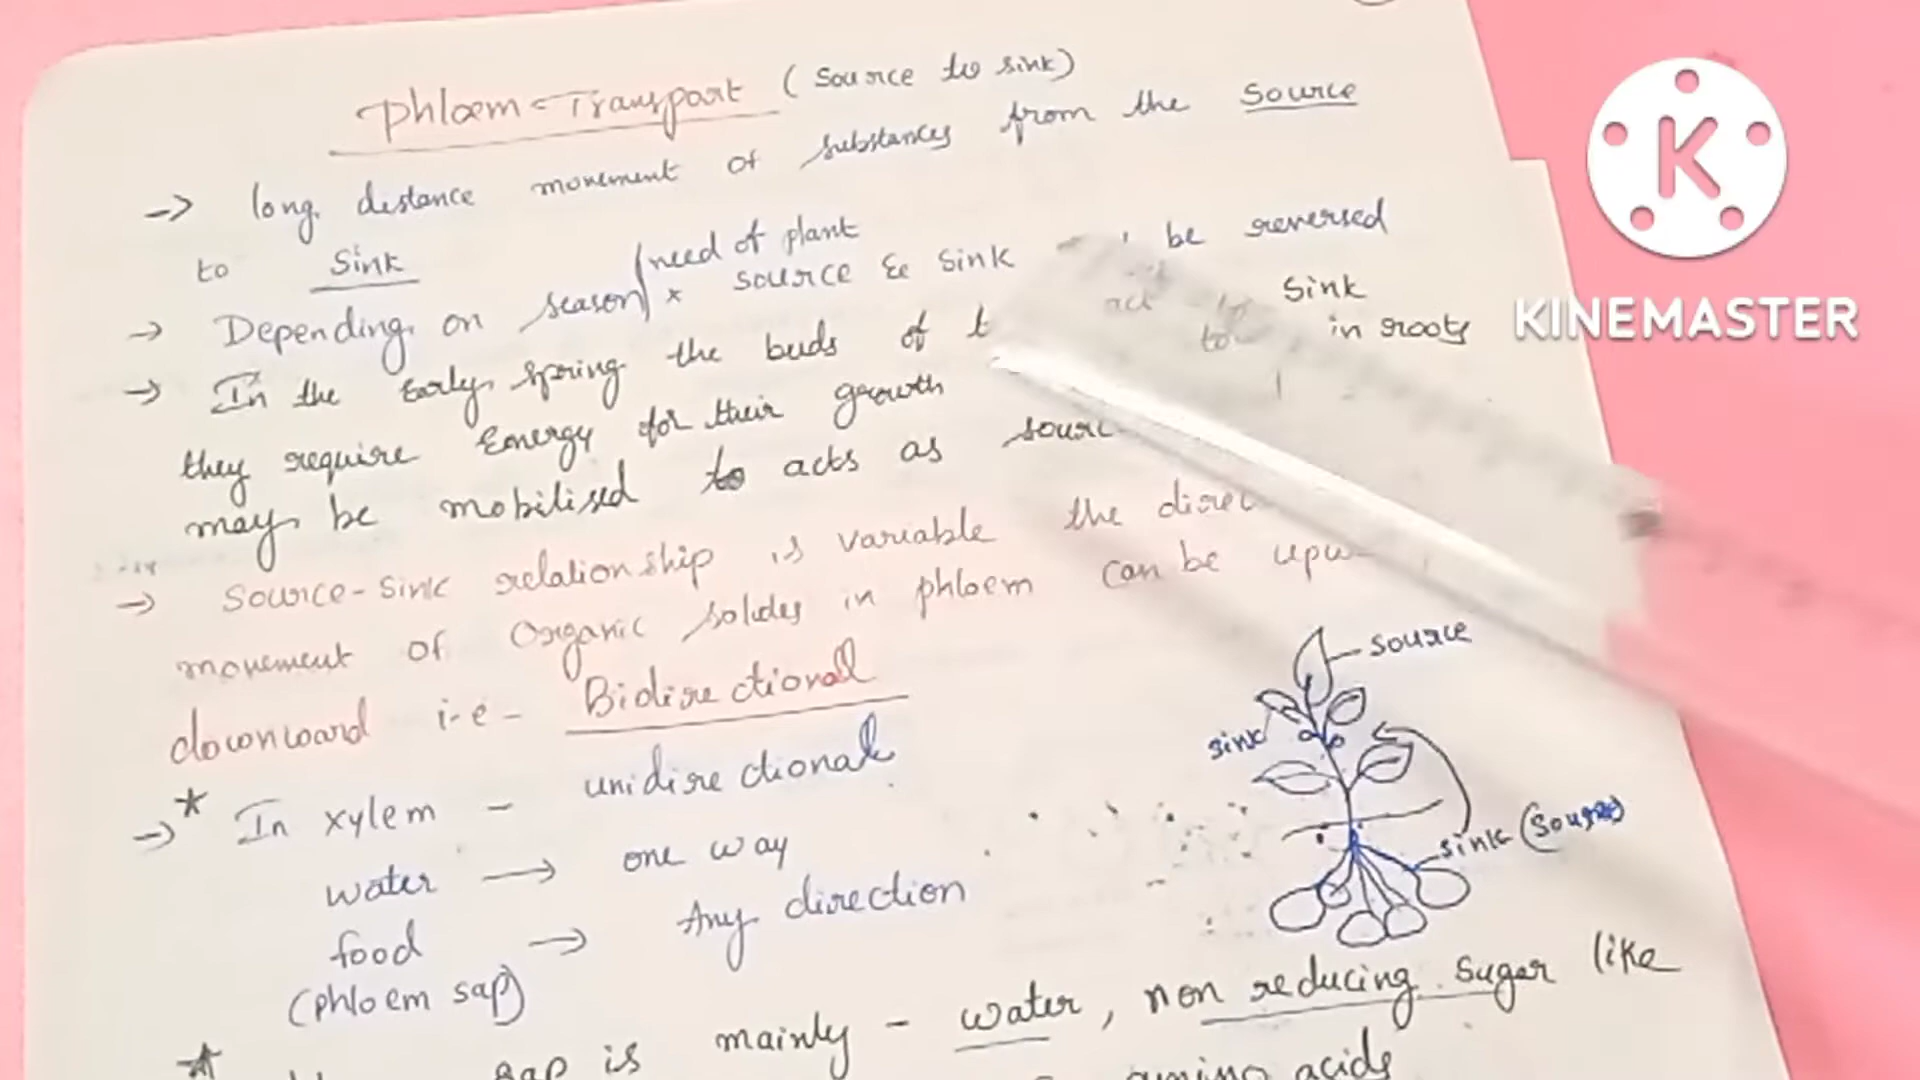 Phloem-Transport (Source to sink)
-> long distance movement of substances from the source
to sink
-> Depending on season / need of plant × source & sink be reversed
-> In the Early spring the buds of act sink
they require Energy for their growth in roots
may be mobilised to acts as
-> Source-sink relationship is variable the
movement of Organic solutes in phloem can be
downward i-e- Bidirectional
-> * In xylem - unidirectional
water -> one way
food -> Any direction
(phloem sap)
* sap is mainly - water, non reducing sugar like
amino acids
source
sink
sink (source)
K
KINEMASTER